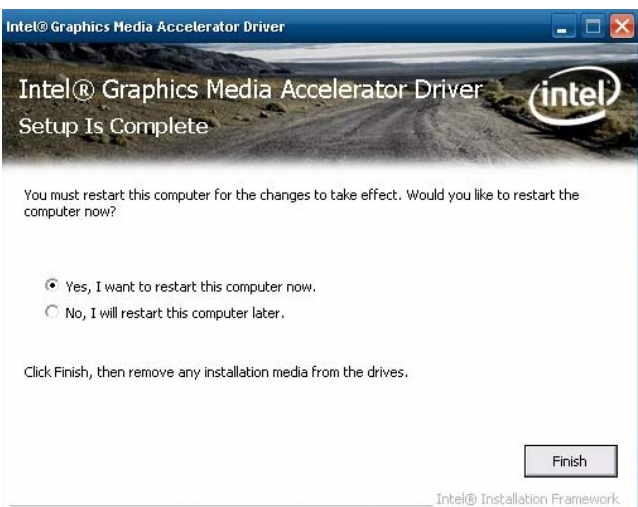 Intel® Graphics Media Accelerator Driver
Intel® Graphics Media Accelerator Driver
intel
Setup Is Complete
You must restart this computer for the changes to take effect. Would you like to restart the
computer now?
Yes, I want to restart this computer now.
No, I will restart this computer later.
Click Finish, then remove any installation media from the drives.
Finish
Intel® Installation Framework